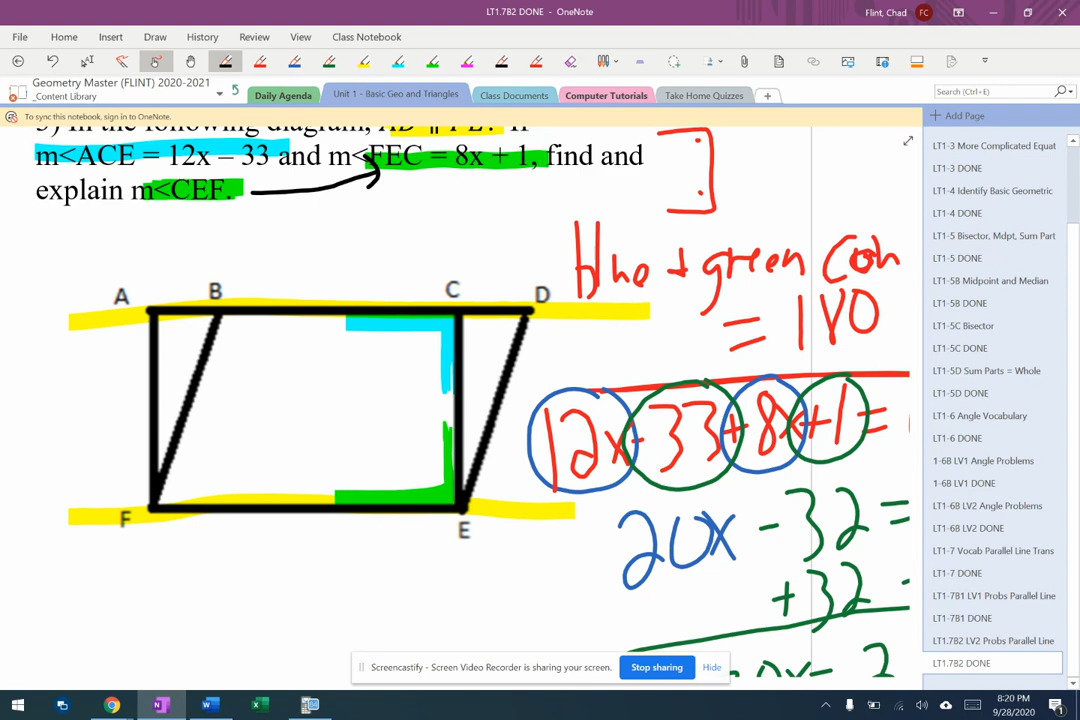 LT1.7B2 DONE - OneNote
Flint, Chad FC
File Home Insert Draw History Review View Class Notebook
Geometry Master (FLINT) 2020-2021
_Content Library
Daily Agenda
Unit 1 - Basic Geo and Triangles
Class Documents
Computer Tutorials
Take Home Quizzes
Search (Ctrl+E)
To sync this notebook, sign in to OneNote.
Add Page
m<ACE = 12x – 33 and m<FEC = 8x + 1, find and
explain m<CEF.
Blue + green Con
= 180
12x - 33 + 8x + 1 =
20x - 32 =
+ 32
A B C D
F E
LT1-3 More Complicated Equat
LT1-3 DONE
LT1-4 Identify Basic Geometric
LT1-4 DONE
LT1-5 Bisector, Mdpt, Sum Part
LT1-5 DONE
LT1-5B Midpoint and Median
LT1-5B DONE
LT1-5C Bisector
LT1-5C DONE
LT1-5D Sum Parts = Whole
LT1-5D DONE
LT1-6 Angle Vocabulary
LT1-6 DONE
1-6B LV1 Angle Problems
1-6B LV1 DONE
LT1-6B LV2 Angle Problems
LT1-6B LV2 DONE
LT1-7 Vocab Parallel Line Trans
LT1-7 DONE
LT1-7B1 LV1 Probs Parallel Line
LT1-7B1 DONE
LT1.7B2 LV2 Probs Parallel Line
LT1.7B2 DONE
Screencastify - Screen Video Recorder is sharing your screen.
Stop sharing
Hide
8:20 PM
9/28/2020